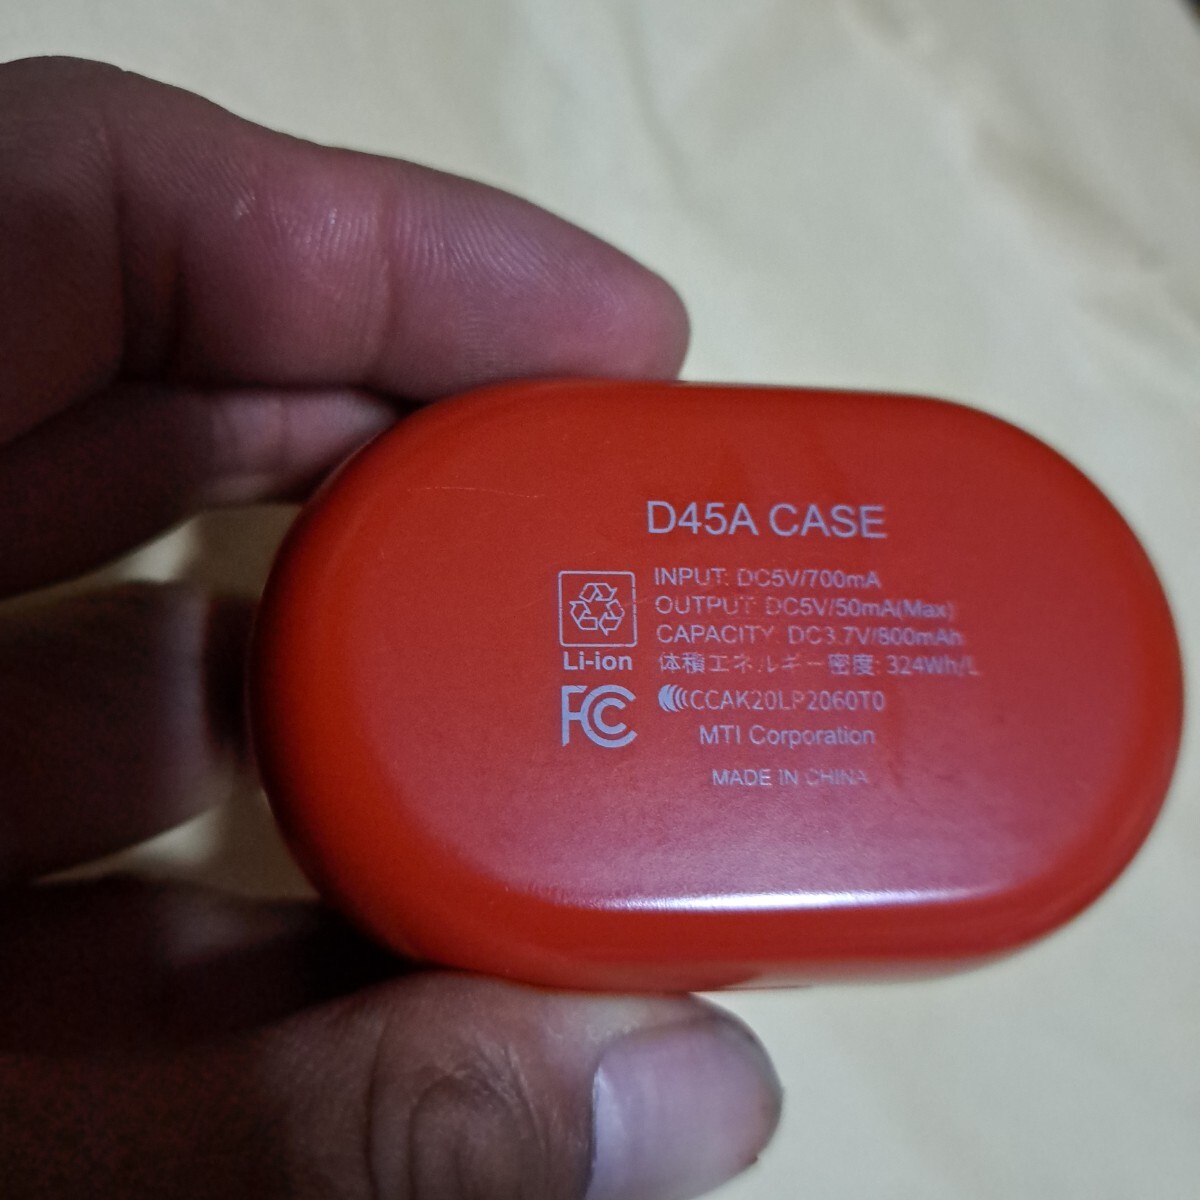 D45A CASE
INPUT: DC5V/700mA
OUTPUT: DC5V/50mA(Max)
CAPACITY: DC3.7V/800mAh
体積エネルギー密度: 324Wh/L
Li-ion
FC CCAK20LP2060T0
MTI Corporation
MADE IN CHINA